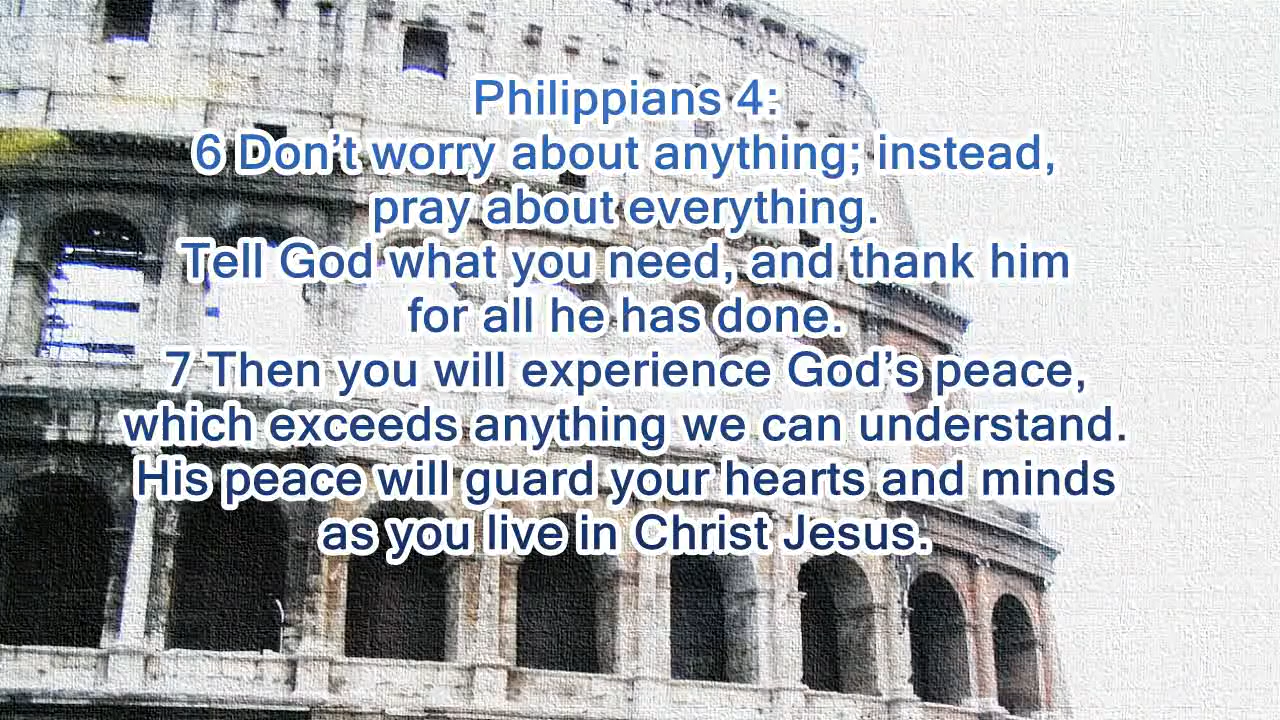 Philippians 4:
6 Don’t worry about anything; instead,
pray about everything.
Tell God what you need, and thank him
for all he has done.
7 Then you will experience God’s peace,
which exceeds anything we can understand.
His peace will guard your hearts and minds
as you live in Christ Jesus.